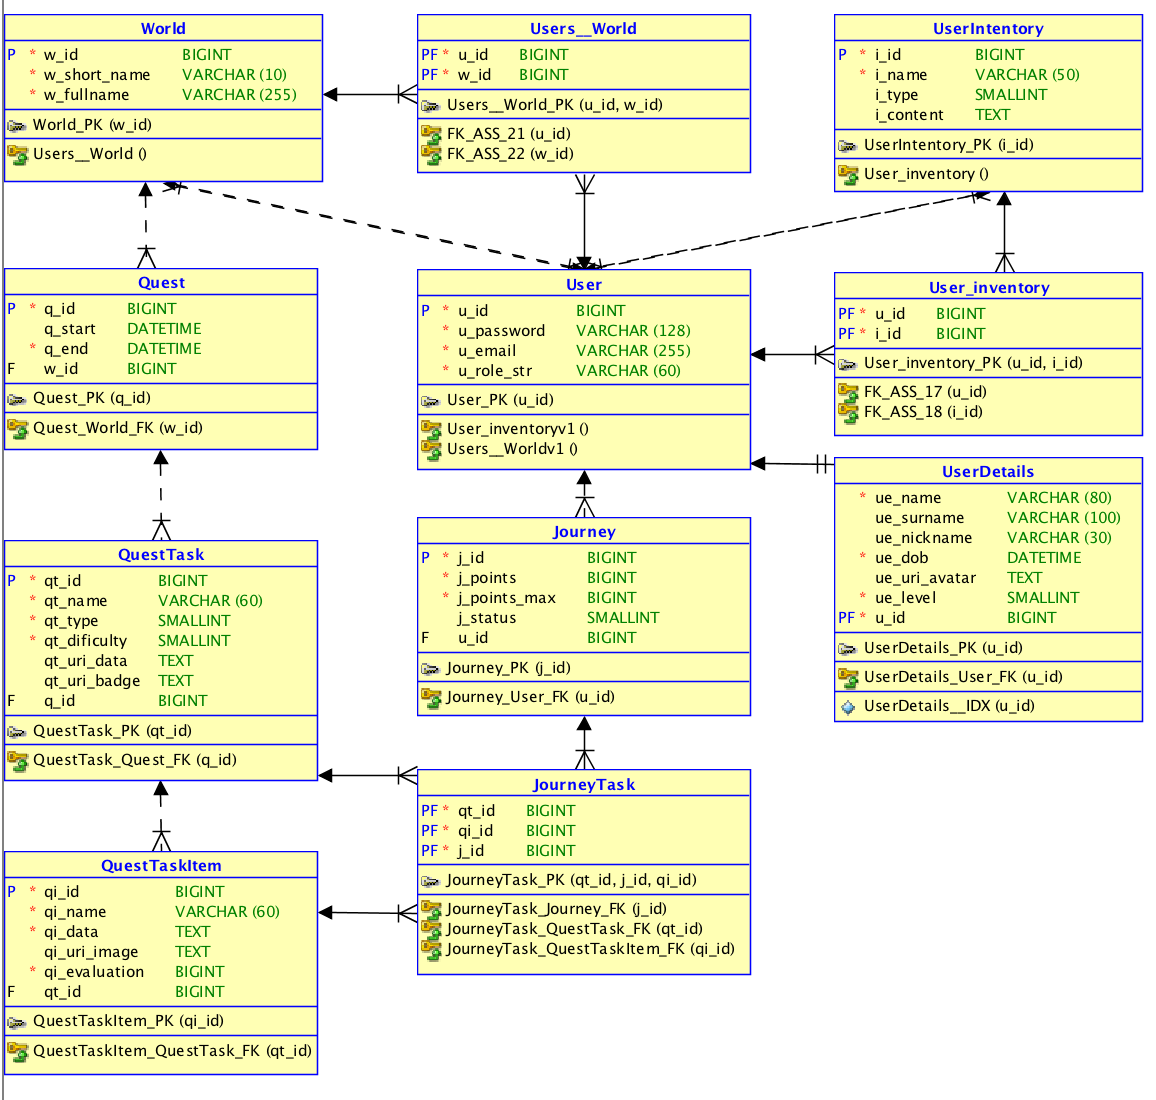 World
P * w_id BIGINT
* w_short_name VARCHAR (10)
* w_fullname VARCHAR (255)
World_PK (w_id)
Users__World ()
Users__World
PF * u_id BIGINT
PF * w_id BIGINT
Users__World_PK (u_id, w_id)
FK_ASS_21 (u_id)
FK_ASS_22 (w_id)
UserIntentory
P * i_id BIGINT
* i_name VARCHAR (50)
i_type SMALLINT
i_content TEXT
UserIntentory_PK (i_id)
User_inventory ()
Quest
P * q_id BIGINT
q_start DATETIME
* q_end DATETIME
F w_id BIGINT
Quest_PK (q_id)
Quest_World_FK (w_id)
User
P * u_id BIGINT
* u_password VARCHAR (128)
* u_email VARCHAR (255)
* u_role_str VARCHAR (60)
User_PK (u_id)
User_inventoryv1 ()
Users__Worldv1 ()
User_inventory
PF * u_id BIGINT
PF * i_id BIGINT
User_inventory_PK (u_id, i_id)
FK_ASS_17 (u_id)
FK_ASS_18 (i_id)
UserDetails
* ue_name VARCHAR (80)
ue_surname VARCHAR (100)
ue_nickname VARCHAR (30)
* ue_dob DATETIME
ue_uri_avatar TEXT
* ue_level SMALLINT
PF * u_id BIGINT
UserDetails_PK (u_id)
UserDetails_User_FK (u_id)
UserDetails__IDX (u_id)
QuestTask
P * qt_id BIGINT
* qt_name VARCHAR (60)
* qt_type SMALLINT
* qt_dificulty SMALLINT
qt_uri_data TEXT
qt_uri_badge TEXT
F q_id BIGINT
QuestTask_PK (qt_id)
QuestTask_Quest_FK (q_id)
Journey
P * j_id BIGINT
* j_points BIGINT
* j_points_max BIGINT
j_status SMALLINT
F u_id BIGINT
Journey_PK (j_id)
Journey_User_FK (u_id)
JourneyTask
PF * qt_id BIGINT
PF * qi_id BIGINT
PF * j_id BIGINT
JourneyTask_PK (qt_id, j_id, qi_id)
JourneyTask_Journey_FK (j_id)
JourneyTask_QuestTask_FK (qt_id)
JourneyTask_QuestTaskItem_FK (qi_id)
QuestTaskItem
P * qi_id BIGINT
* qi_name VARCHAR (60)
* qi_data TEXT
qi_uri_image TEXT
* qi_evaluation BIGINT
F qt_id BIGINT
QuestTaskItem_PK (qi_id)
QuestTaskItem_QuestTask_FK (qt_id)